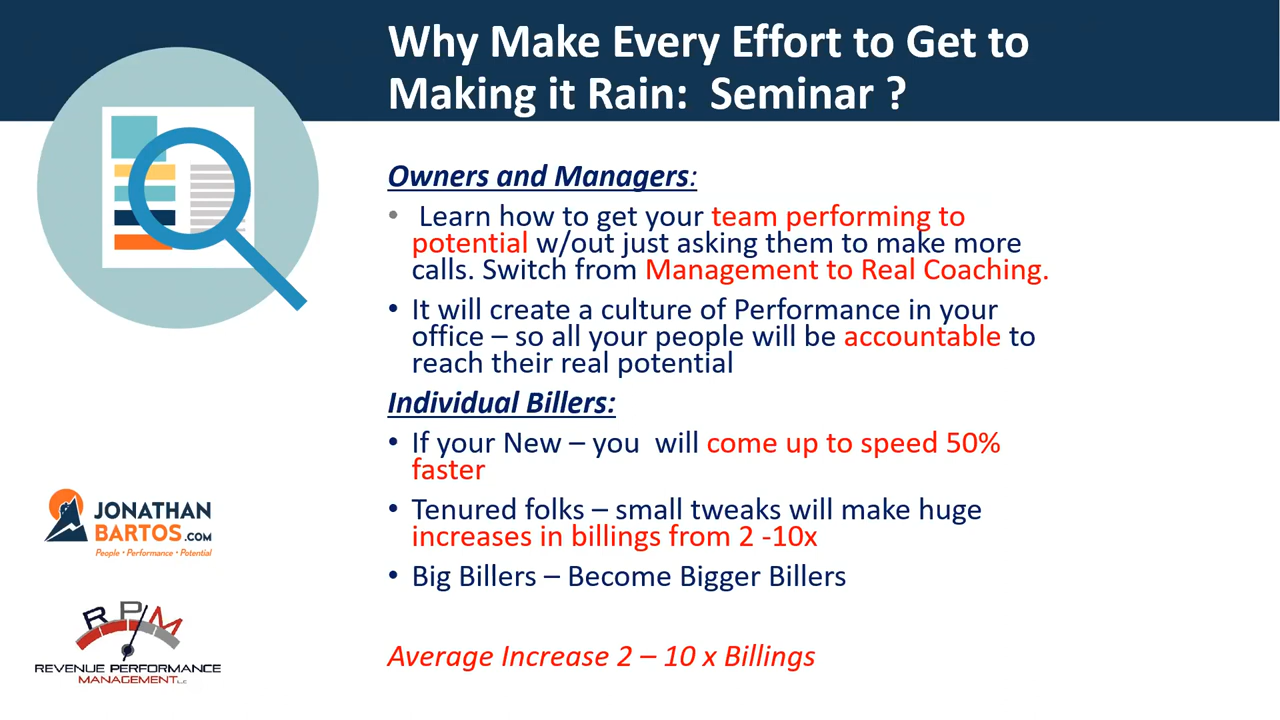 Why Make Every Effort to Get to
Making it Rain:  Seminar ?
Owners and Managers:
• Learn how to get your team performing to
potential w/out just asking them to make more
calls. Switch from Management to Real Coaching.
• It will create a culture of Performance in your
office – so all your people will be accountable to
reach their real potential
Individual Billers:
• If your New – you  will come up to speed 50%
faster
• Tenured folks – small tweaks will make huge
increases in billings from 2 -10x
• Big Billers – Become Bigger Billers
Average Increase 2 – 10 x Billings
JONATHAN
BARTOS.COM
People • Performance • Potential
RPM
REVENUE PERFORMANCE
MANAGEMENT LLC